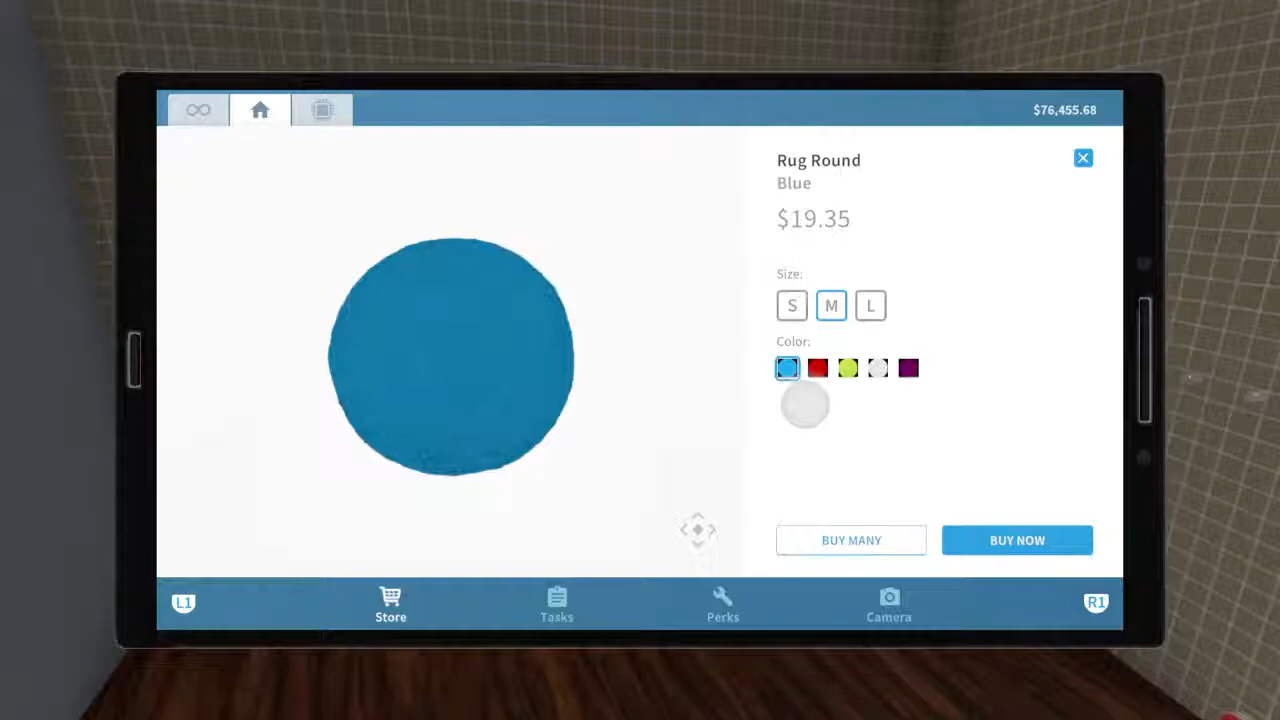 $76,455.68
Rug Round
Blue
$19.35
Size:
S M L
Color:
BUY MANY BUY NOW
L1 Store Tasks Perks Camera R1